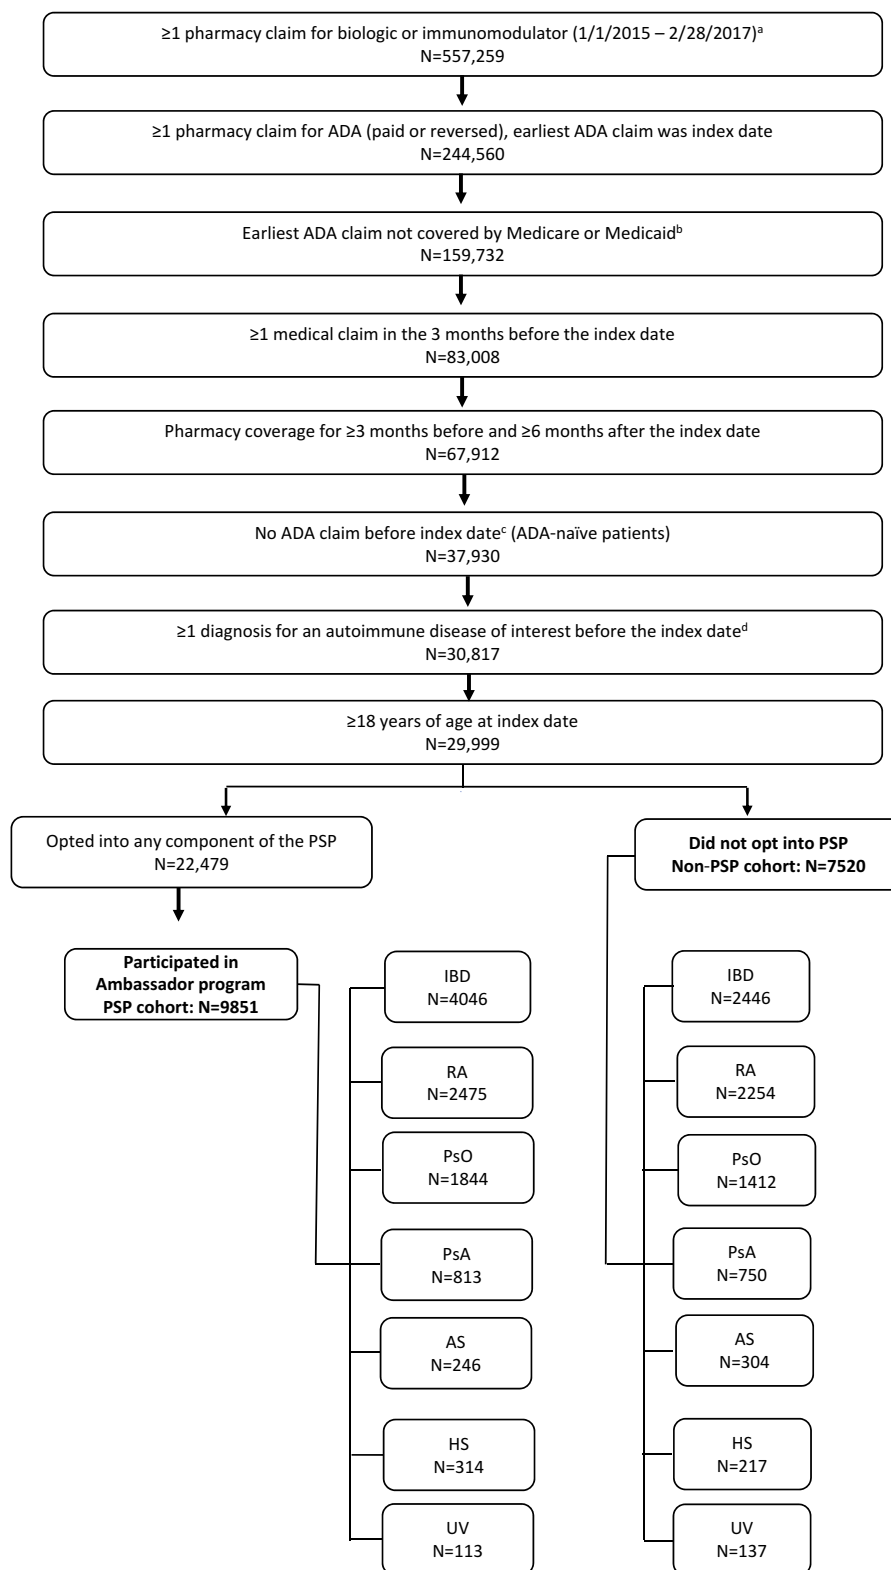 ≥1 pharmacy claim for biologic or immunomodulator (1/1/2015 – 2/28/2017)ᵃ
N=557,259
≥1 pharmacy claim for ADA (paid or reversed), earliest ADA claim was index date
N=244,560
Earliest ADA claim not covered by Medicare or Medicaidᵇ
N=159,732
≥1 medical claim in the 3 months before the index date
N=83,008
Pharmacy coverage for ≥3 months before and ≥6 months after the index date
N=67,912
No ADA claim before index dateᶜ (ADA-naïve patients)
N=37,930
≥1 diagnosis for an autoimmune disease of interest before the index dateᵈ
N=30,817
≥18 years of age at index date
N=29,999
Opted into any component of the PSP
N=22,479
Did not opt into PSP
Non-PSP cohort: N=7520
Participated in
Ambassador program
PSP cohort: N=9851
IBD
N=4046
RA
N=2475
PsO
N=1844
PsA
N=813
AS
N=246
HS
N=314
UV
N=113
IBD
N=2446
RA
N=2254
PsO
N=1412
PsA
N=750
AS
N=304
HS
N=217
UV
N=137